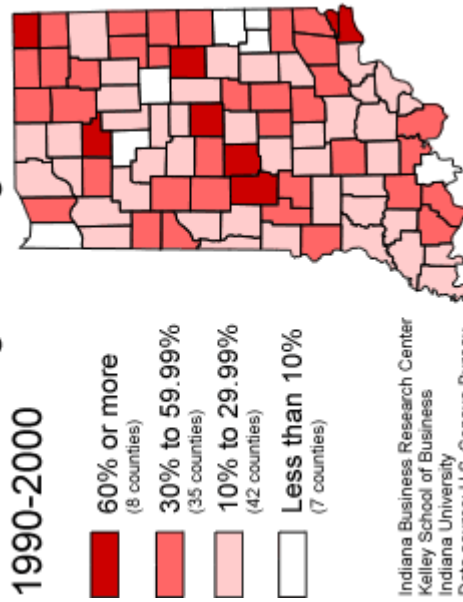 1990-2000
60% or more
(8 counties)
30% to 59.99%
(35 counties)
10% to 29.99%
(42 counties)
Less than 10%
(7 counties)
Indiana Business Research Center
Kelley School of Business
Indiana University